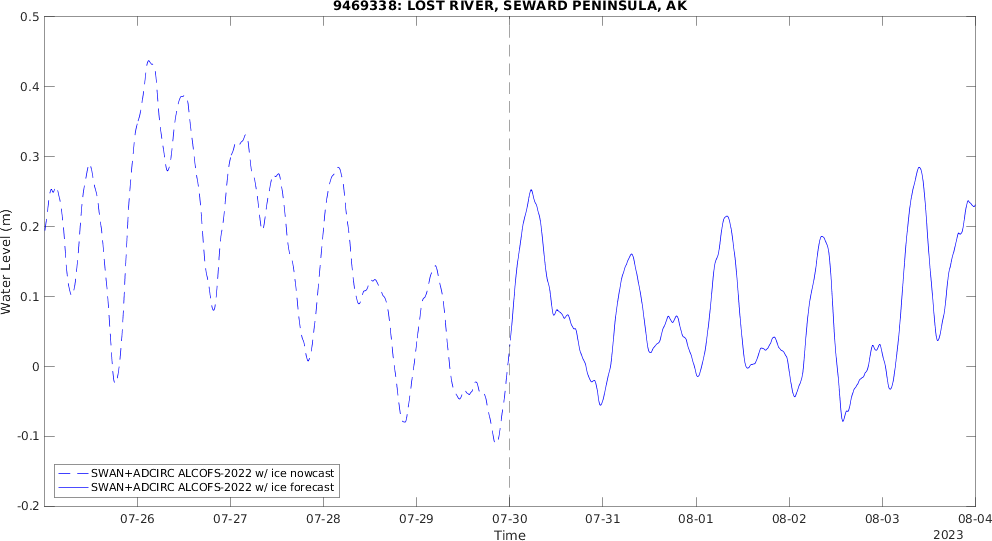 9469338: LOST RIVER, SEWARD PENINSULA, AK
0.5
0.4
0.3
0.2
0.1
0
-0.1
-0.2
Water Level (m)
SWAN+ADCIRC ALCOFS-2022 w/ ice nowcast
SWAN+ADCIRC ALCOFS-2022 w/ ice forecast
07-26 07-27 07-28 07-29 07-30 07-31 08-01 08-02 08-03 08-04
Time
2023